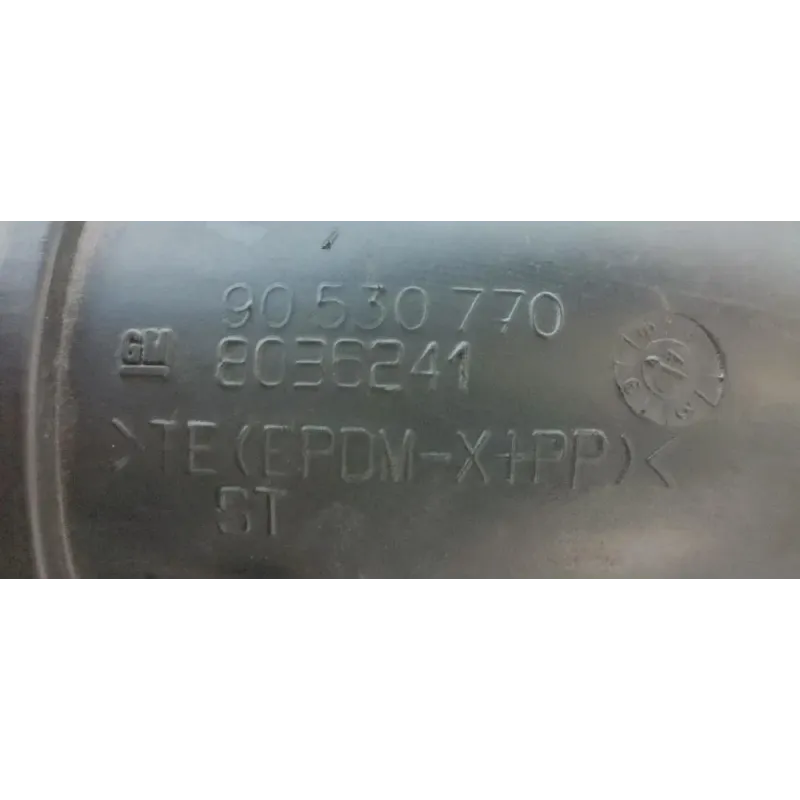 90 530 770
GM 8036241
>TE(EPDM-X+PP)<
ST